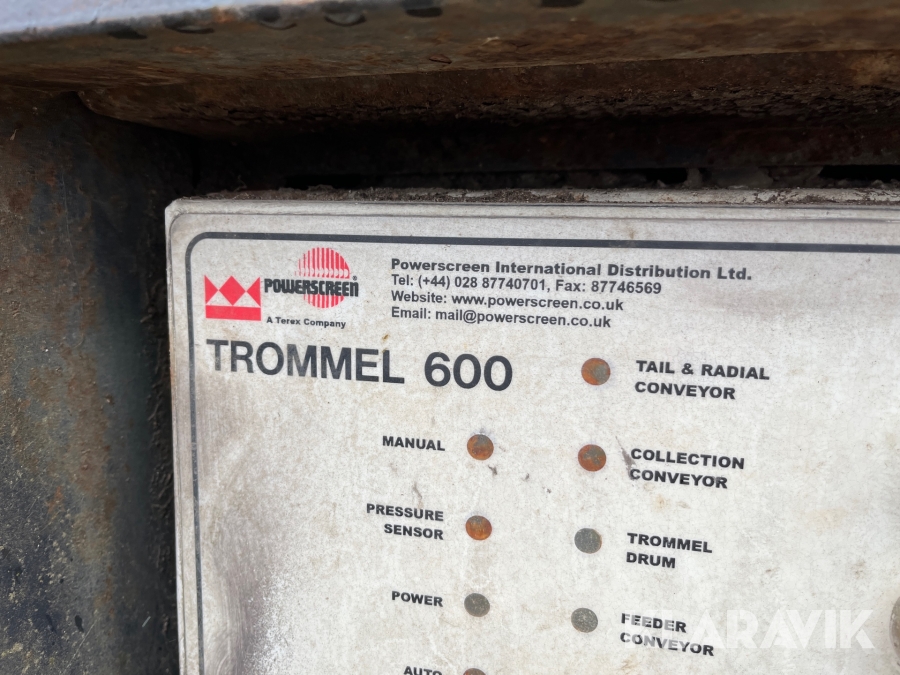 POWERSCREEN®
A Terex Company
Powerscreen International Distribution Ltd.
Tel: (+44) 028 87740701, Fax: 87746569
Website: www.powerscreen.co.uk
Email: mail@powerscreen.co.uk
TROMMEL 600
TAIL & RADIAL
CONVEYOR
MANUAL
COLLECTION
CONVEYOR
PRESSURE
SENSOR
TROMMEL
DRUM
POWER
FEEDER
CONVEYOR
AUTO
KLARAVIK